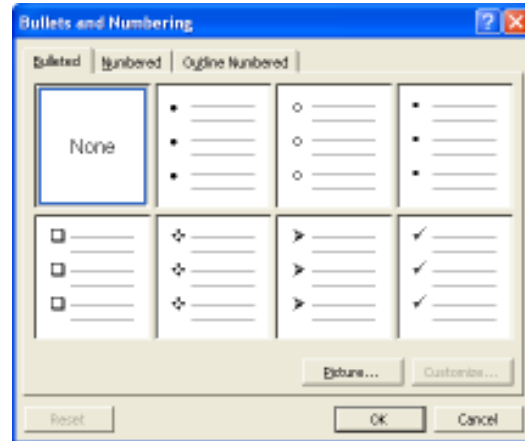 Bullets and Numbering
Bulleted Numbered Outline Numbered
None
Picture... Customize...
Reset OK Cancel